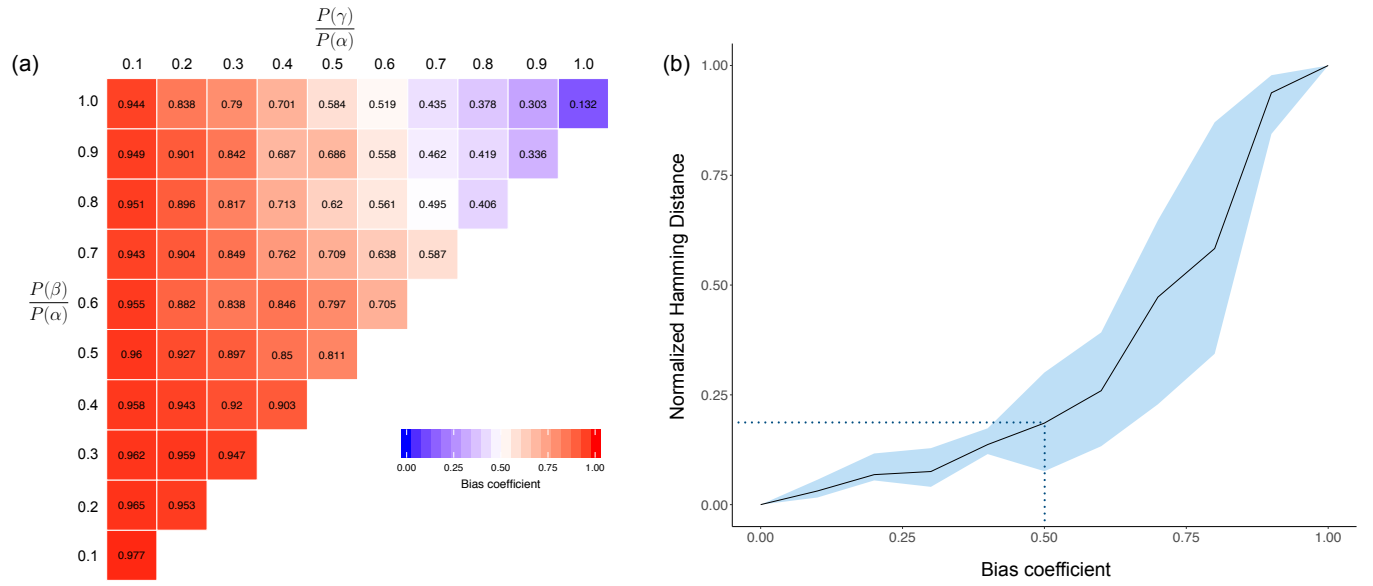 (a)
P(γ)
P(α)
0.1 0.2 0.3 0.4 0.5 0.6 0.7 0.8 0.9 1.0
1.0 0.944 0.838 0.79 0.701 0.584 0.519 0.435 0.378 0.303 0.132
0.9 0.949 0.901 0.842 0.687 0.686 0.558 0.462 0.419 0.336
0.8 0.951 0.896 0.817 0.713 0.62 0.561 0.495 0.406
0.7 0.943 0.904 0.849 0.762 0.709 0.638 0.587
P(β)
P(α)
0.6 0.955 0.882 0.838 0.846 0.797 0.705
0.5 0.96 0.927 0.897 0.85 0.811
0.4 0.958 0.943 0.92 0.903
0.3 0.962 0.959 0.947
0.2 0.965 0.953
0.1 0.977
0.00 0.25 0.50 0.75 1.00
Bias coefficient
(b)
Normalized Hamming Distance
1.00
0.75
0.50
0.25
0.00
0.00 0.25 0.50 0.75 1.00
Bias coefficient